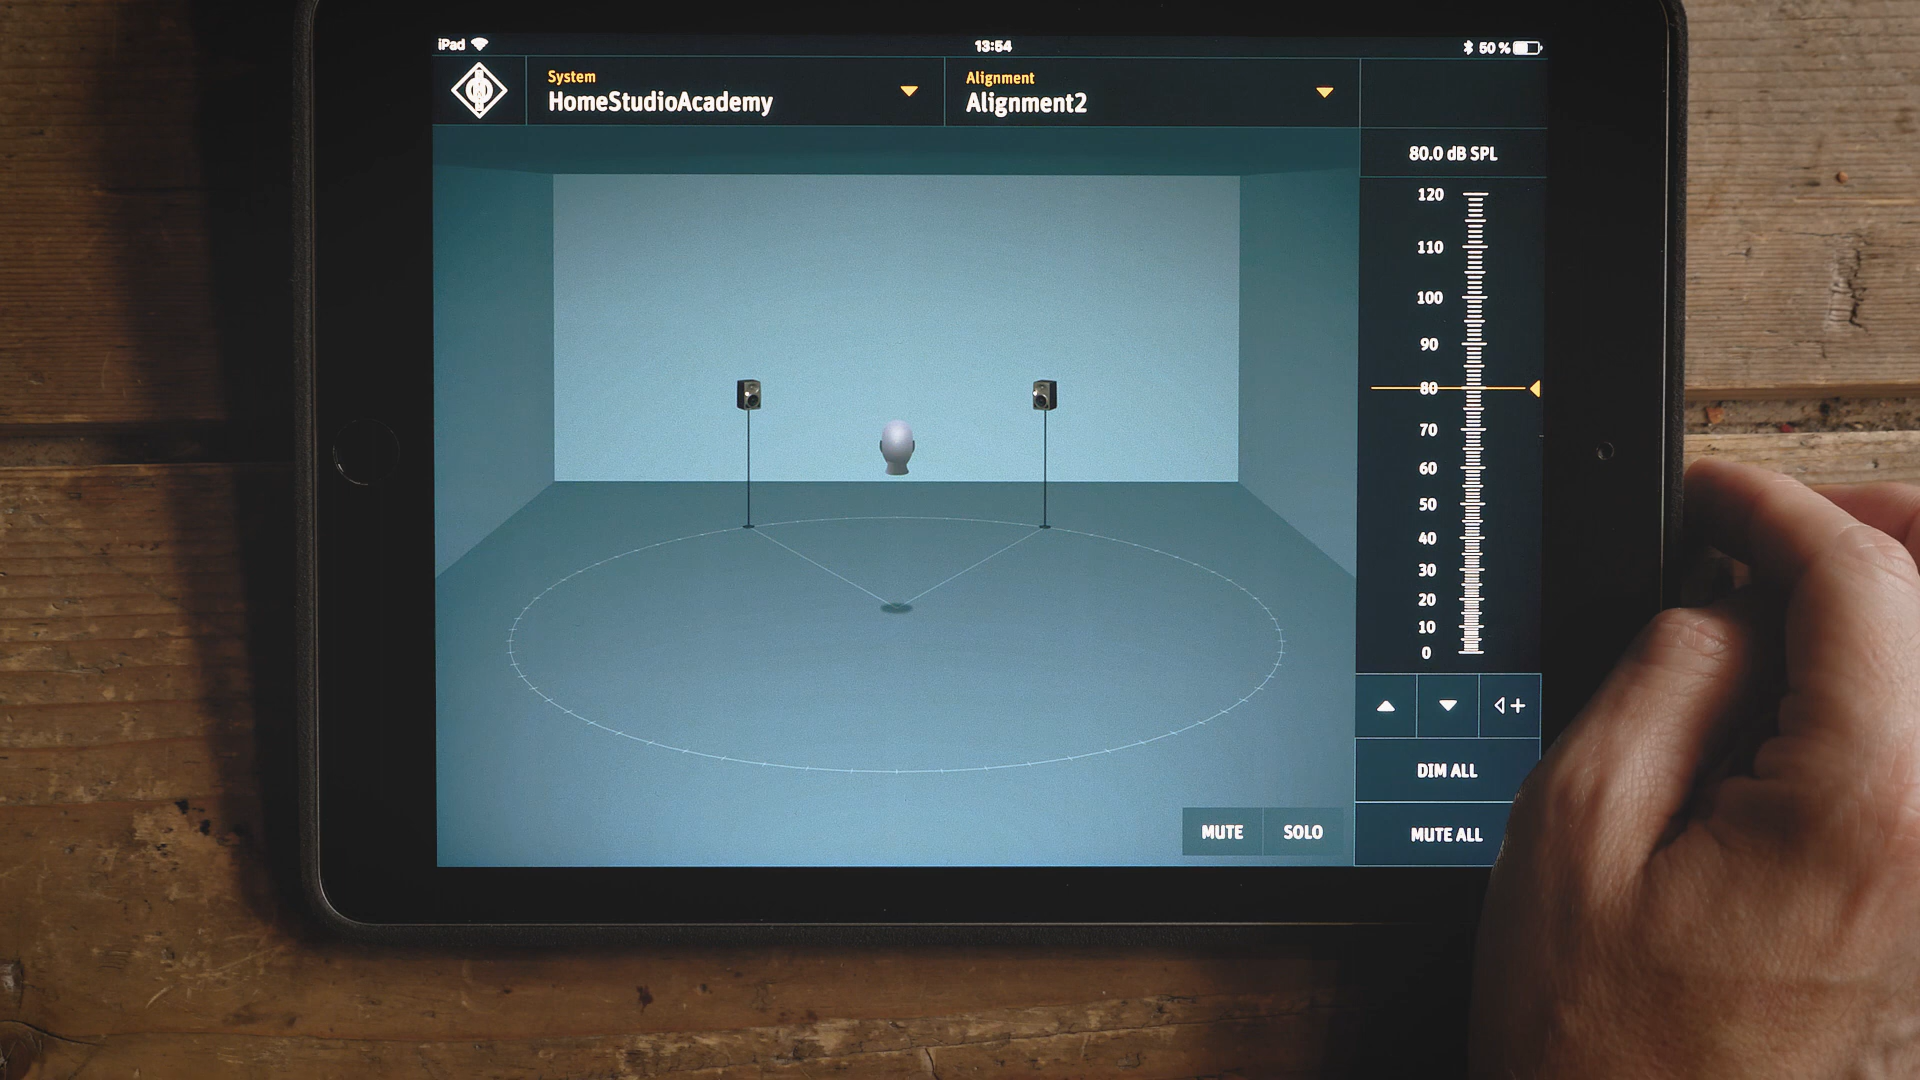 iPad
13:54
50 %
System
HomeStudioAcademy
Alignment
Alignment2
80.0 dB SPL
120
110
100
90
80
70
60
50
40
30
20
10
0
+
DIM ALL
MUTE
SOLO
MUTE ALL